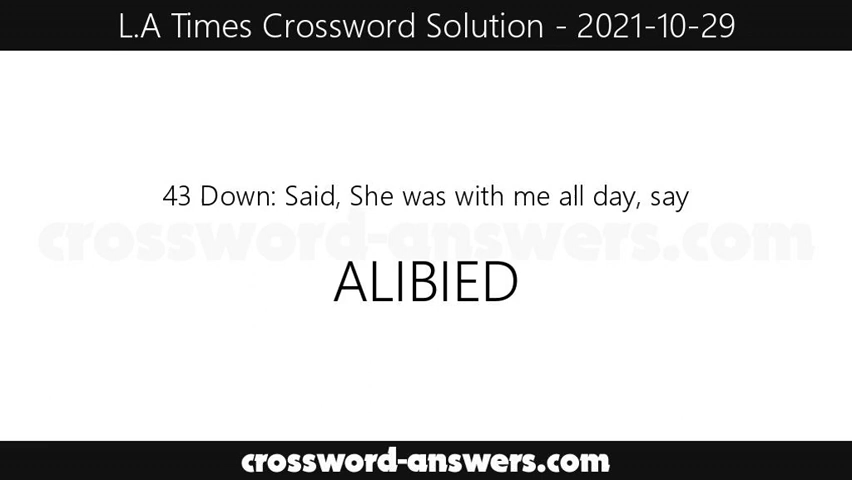 L.A Times Crossword Solution - 2021-10-29
43 Down: Said, She was with me all day, say
crossword-answers.com
ALIBIED
crossword-answers.com